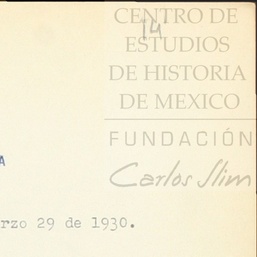 CENTRO DE
14
ESTUDIOS
DE HISTORIA
DE MEXICO
FUNDACIÓN
Carlos Slim
A
rzo 29 de 1930.